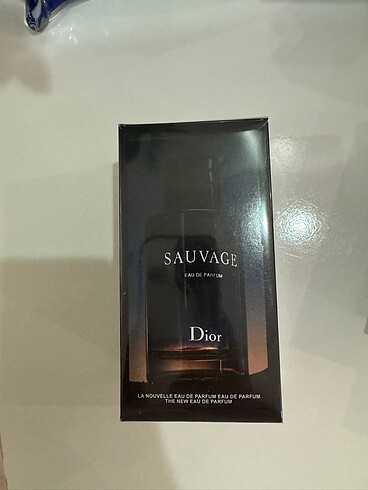 SAUVAGE
EAU DE PARFUM
Dior
LA NOUVELLE EAU DE PARFUM EAU DE PARFUM
THE NEW EAU DE PARFUM